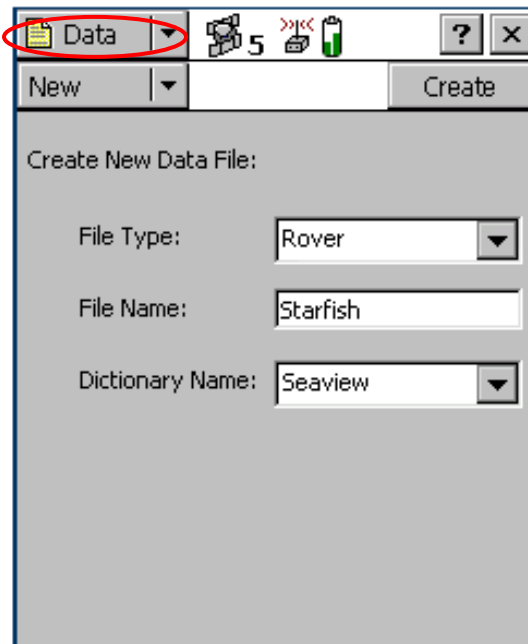 Data 5 ? ×
New Create
Create New Data File:
File Type: Rover
File Name: Starfish
Dictionary Name: Seaview